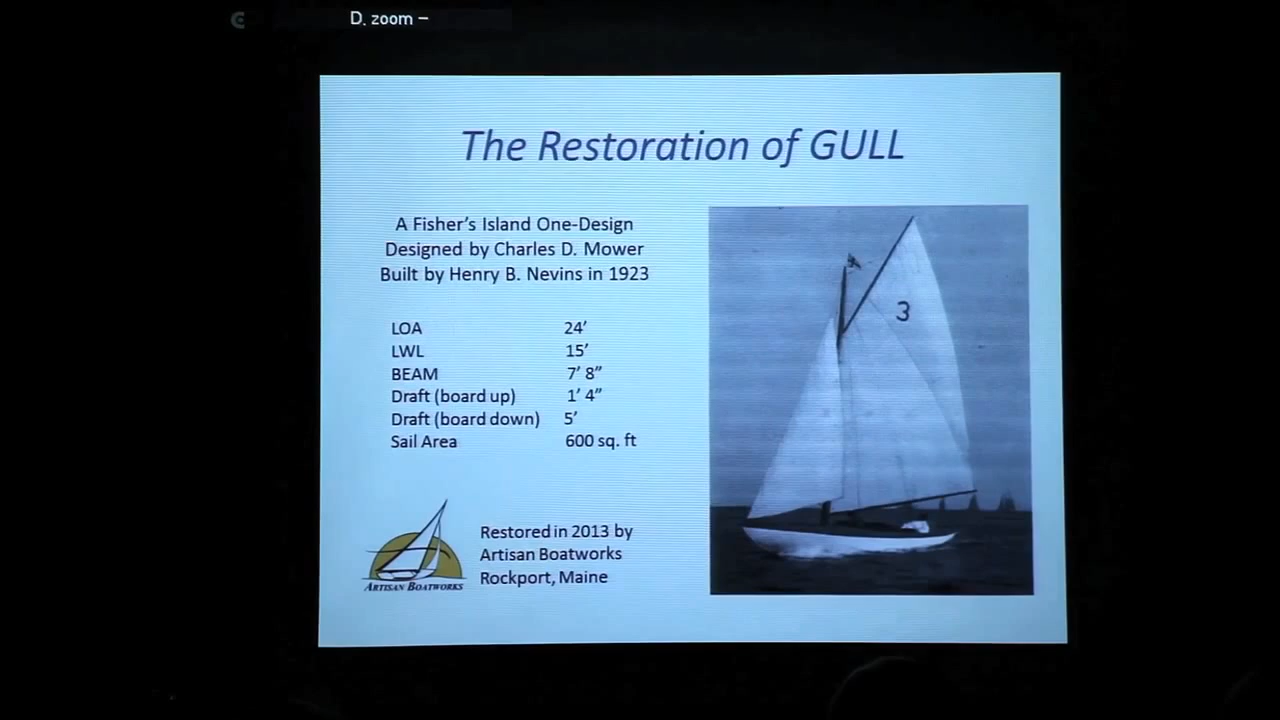 D. zoom –
The Restoration of GULL
A Fisher's Island One-Design
Designed by Charles D. Mower
Built by Henry B. Nevins in 1923
LOA 24'
LWL 15'
BEAM 7' 8"
Draft (board up) 1' 4"
Draft (board down) 5'
Sail Area 600 sq. ft
3
Restored in 2013 by
Artisan Boatworks
Rockport, Maine
ARTISAN BOATWORKS